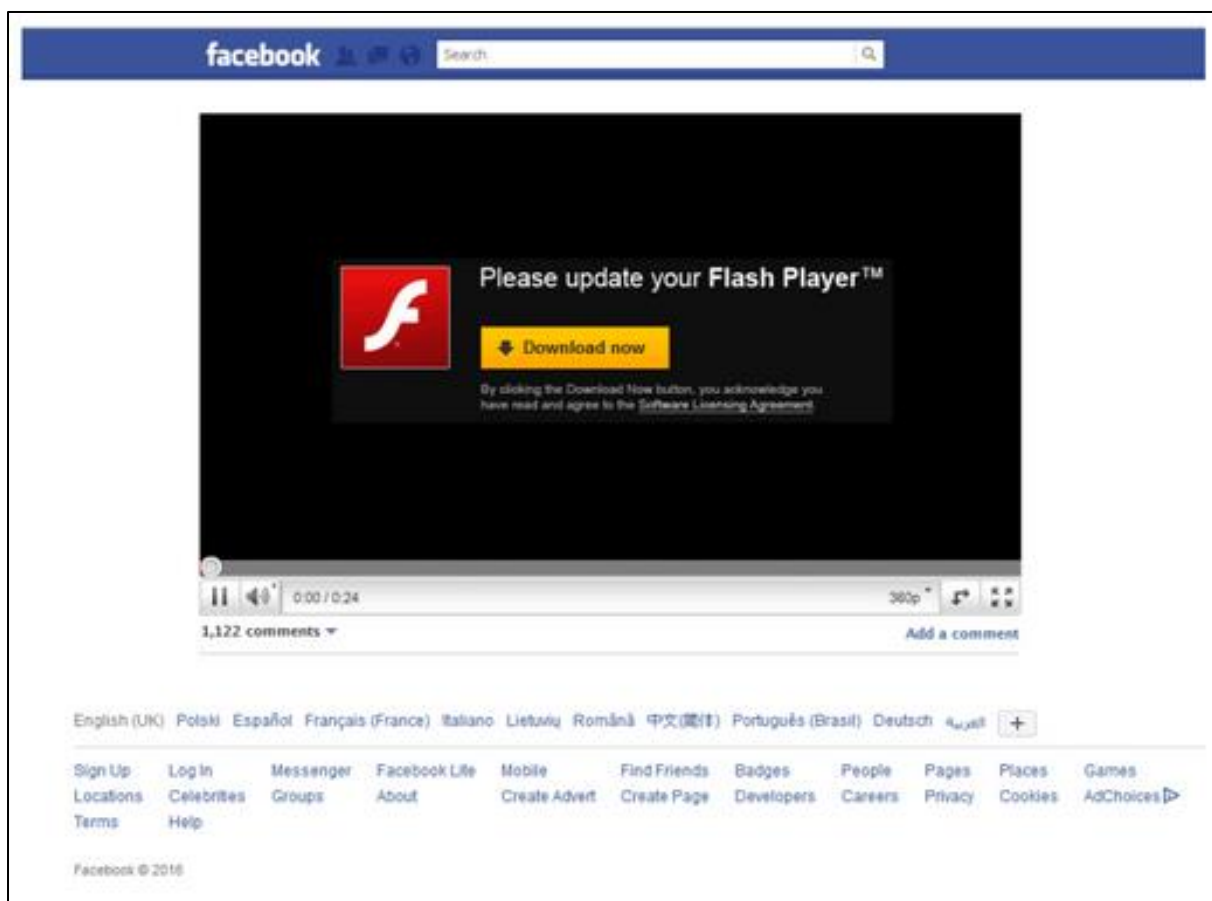 facebook Search
Please update your Flash Player™
Download now
By clicking the Download Now button, you acknowledge you
have read and agree to the Software Licensing Agreement
0:00 / 0:24 360p
1,122 comments Add a comment
English (UK) Polski Español Français (France) Italiano Lietuvių Română 中文(简体) Português (Brasil) Deutsch العربية +
Sign Up Log In Messenger Facebook Lite Mobile Find Friends Badges People Pages Places Games
Locations Celebrities Groups About Create Advert Create Page Developers Careers Privacy Cookies AdChoices
Terms Help
Facebook © 2016